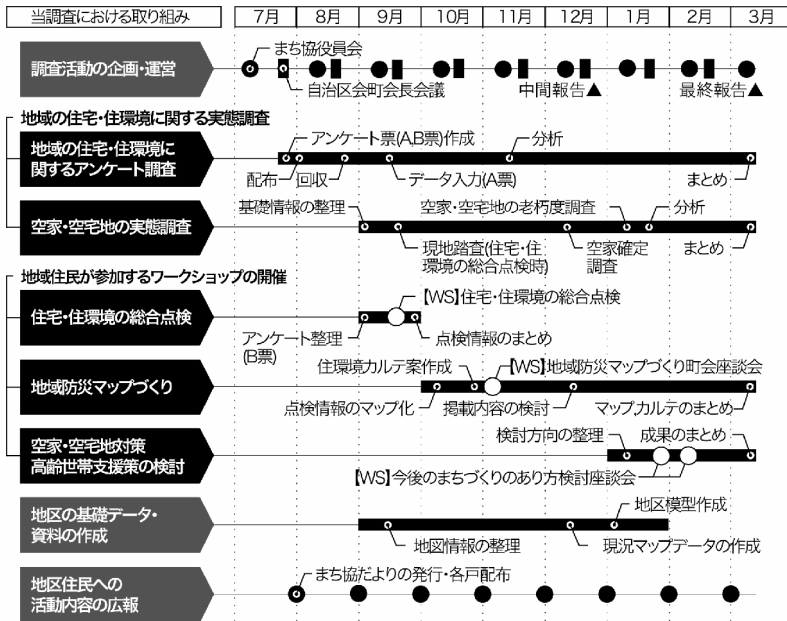 当調査における取り組み
7月 8月 9月 10月 11月 12月 1月 2月 3月
調査活動の企画・運営
まち協役員会
自治区会町会長会議
中間報告▲
最終報告▲
地域の住宅・住環境に関する実態調査
地域の住宅・住環境に
関するアンケート調査
アンケート票(A,B票)作成
分析
配布
回収
データ入力(A票)
まとめ
空家・空宅地の実態調査
基礎情報の整理
空家・空宅地の老朽度調査
分析
現地踏査(住宅・住
環境の総合点検時)
空家確定
調査
まとめ
地域住民が参加するワークショップの開催
住宅・住環境の総合点検
【WS】住宅・住環境の総合点検
アンケート整理
(B票)
点検情報のまとめ
地域防災マップづくり
住環境カルテ案作成
【WS】地域防災マップづくり町会座談会
点検情報のマップ化
掲載内容の検討
マップカルテのまとめ
空家・空宅地対策
高齢世帯支援策の検討
検討方向の整理
成果のまとめ
【WS】今後のまちづくりのあり方検討座談会
地区の基礎データ・
資料の作成
地区模型作成
地図情報の整理
現況マップデータの作成
地区住民への
活動内容の広報
まち協だよりの発行・各戸配布